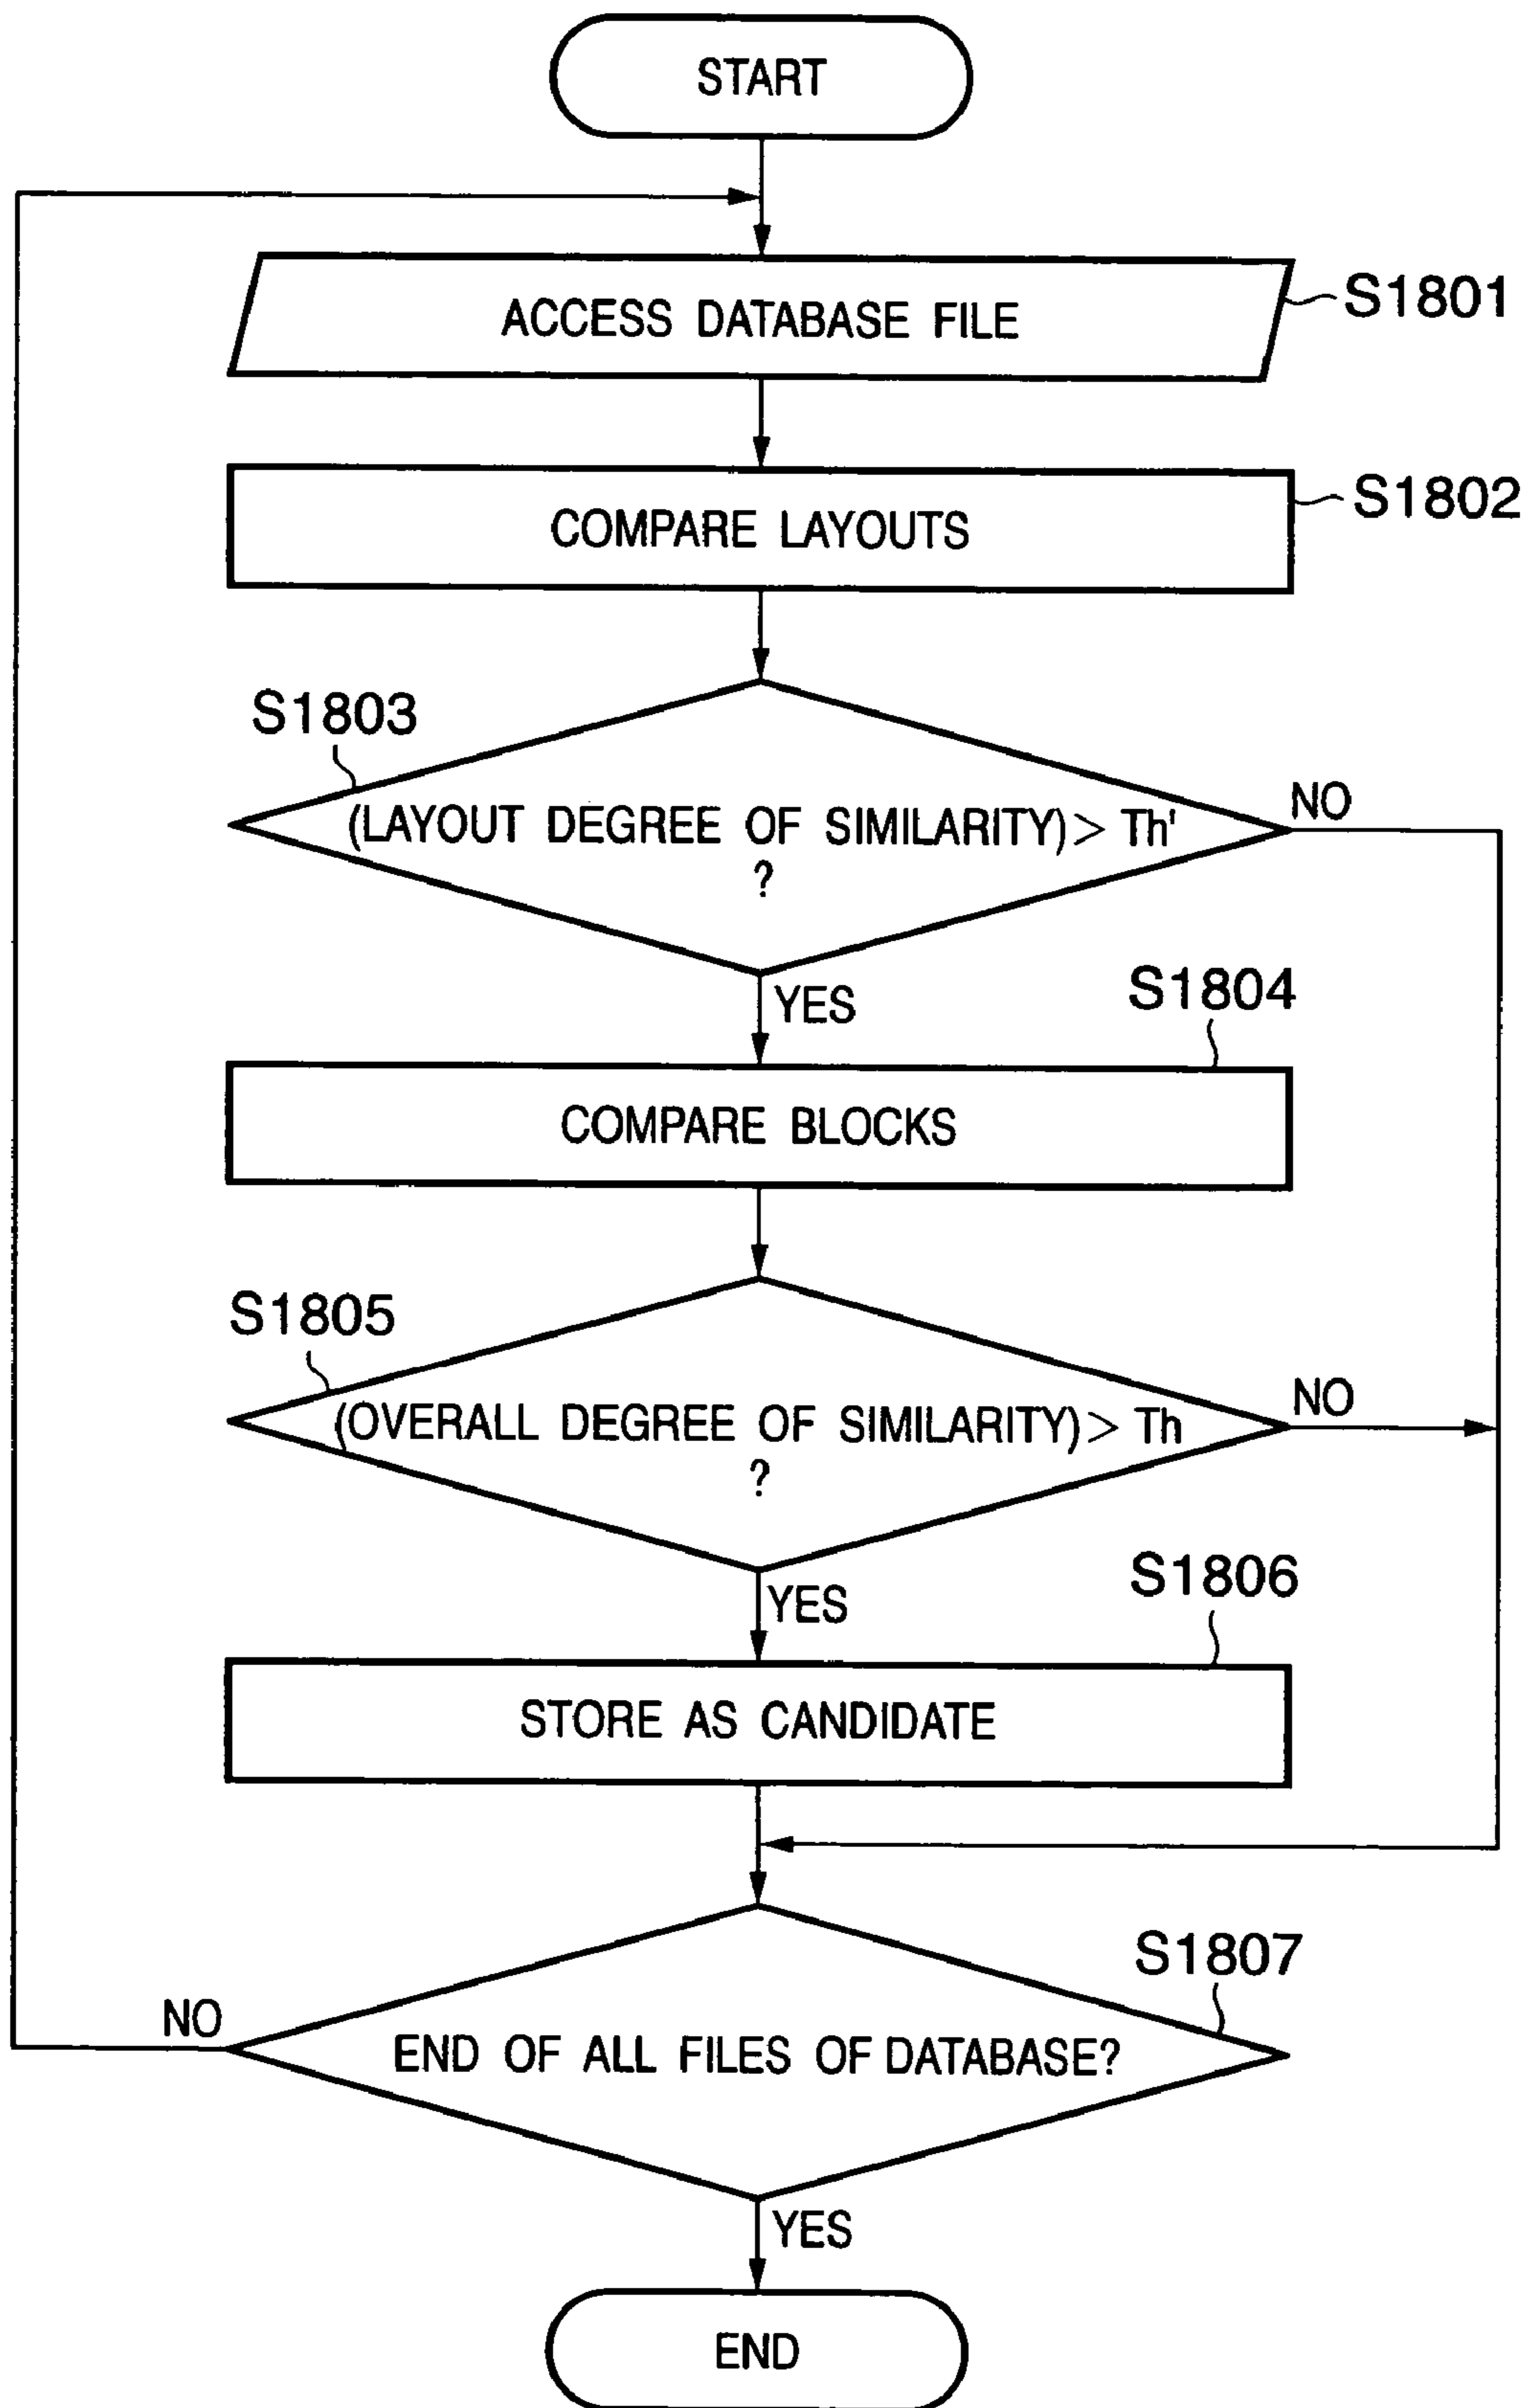 START
ACCESS DATABASE FILE
S1801
COMPARE LAYOUTS
S1802
S1803
(LAYOUT DEGREE OF SIMILARITY)> Th'
?
NO
YES
S1804
COMPARE BLOCKS
S1805
(OVERALL DEGREE OF SIMILARITY)> Th
?
NO
YES
S1806
STORE AS CANDIDATE
S1807
NO
END OF ALL FILES OF DATABASE?
YES
END